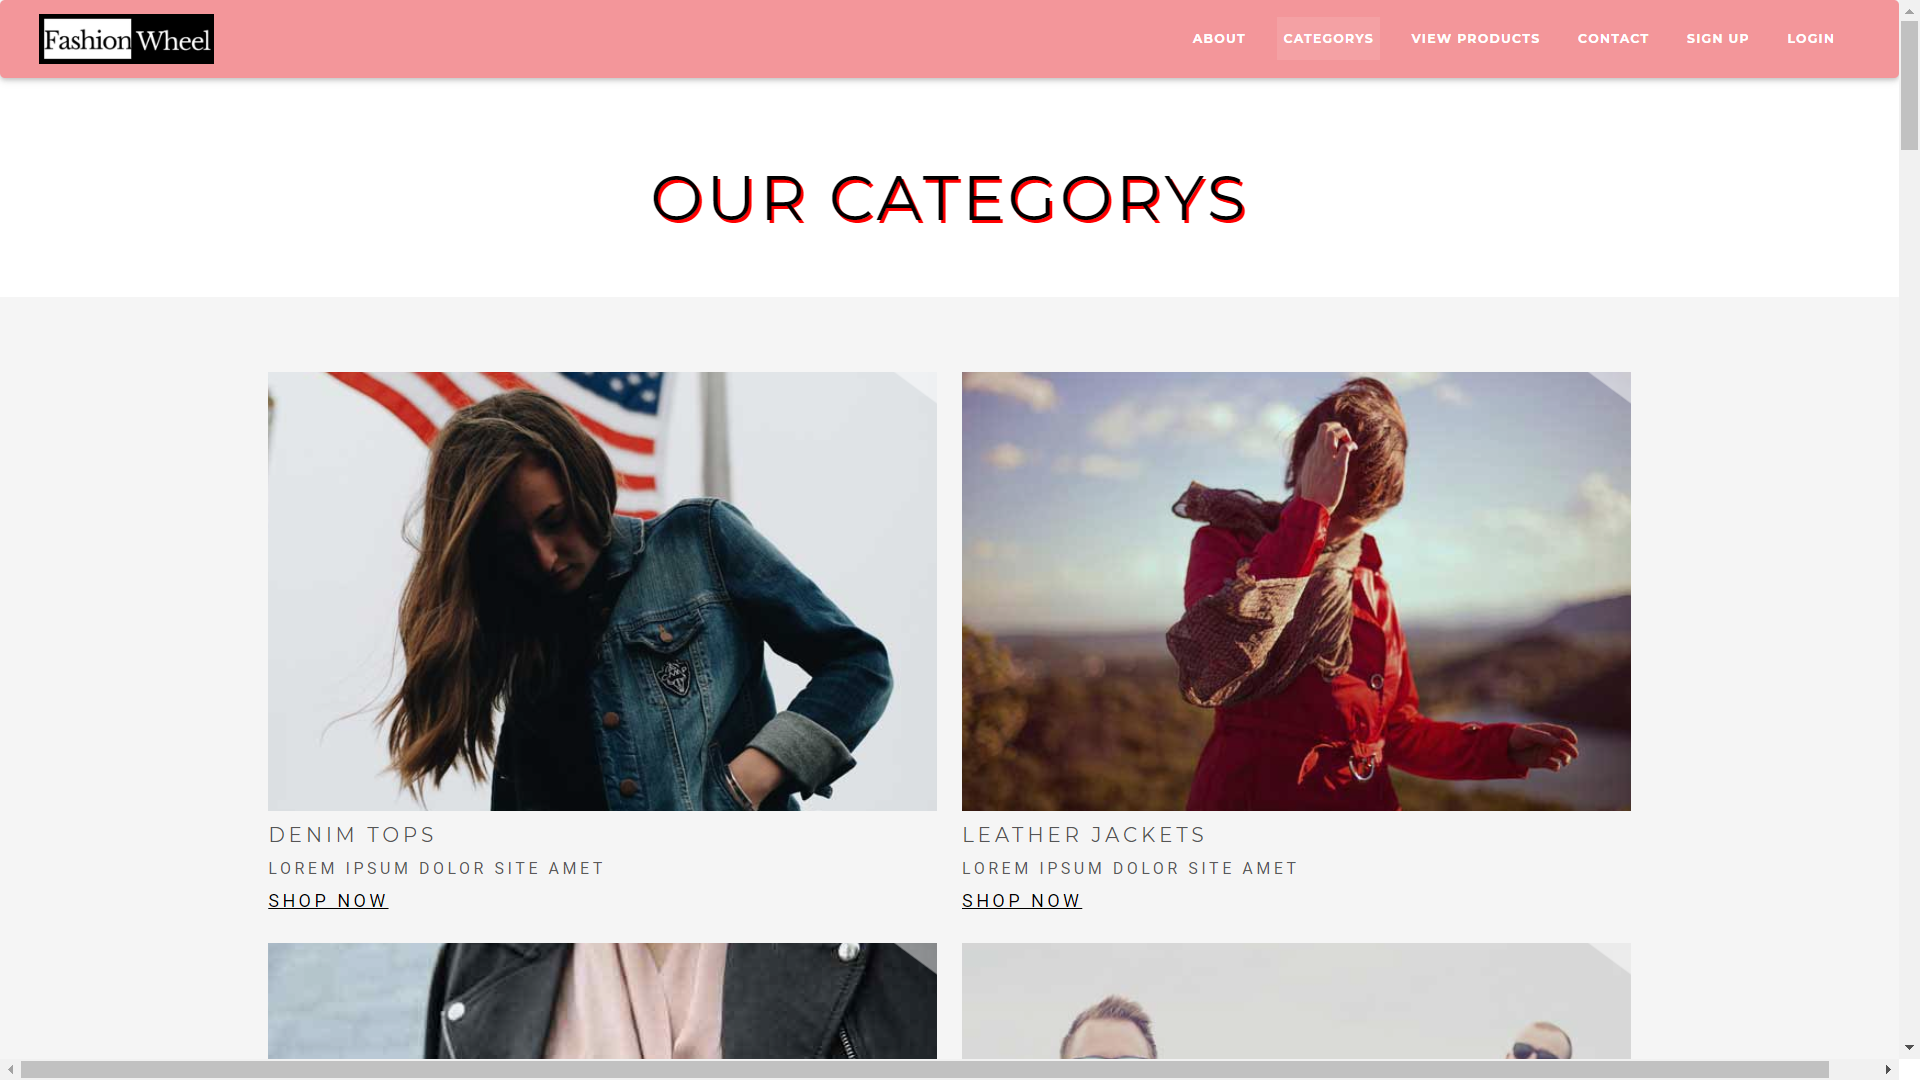 Fashion Wheel
ABOUT CATEGORYS VIEW PRODUCTS CONTACT SIGN UP LOGIN
OUR CATEGORYS
DENIM TOPS
LOREM IPSUM DOLOR SITE AMET
SHOP NOW
LEATHER JACKETS
LOREM IPSUM DOLOR SITE AMET
SHOP NOW